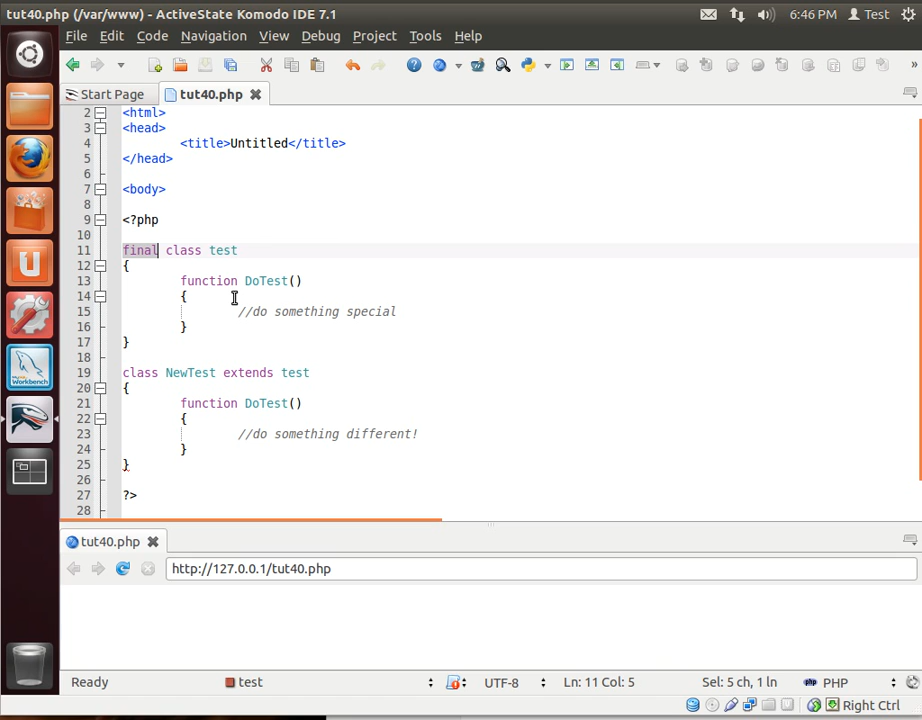 tut40.php (/var/www) - ActiveState Komodo IDE 7.1
6:46 PM Test
File Edit Code Navigation View Debug Project Tools Help
Start Page tut40.php
2 <html>
3 <head>
4 <title>Untitled</title>
5 </head>
6
7 <body>
8
9 <?php
10
11 final class test
12 {
13 function DoTest()
14 {
15 //do something special
16 }
17 }
18
19 class NewTest extends test
20 {
21 function DoTest()
22 {
23 //do something different!
24 }
25 }
26
27 ?>
28
tut40.php
http://127.0.0.1/tut40.php
Ready test UTF-8 Ln: 11 Col: 5 Sel: 5 ch, 1 ln php PHP
Right Ctrl
MySQL
Workbench